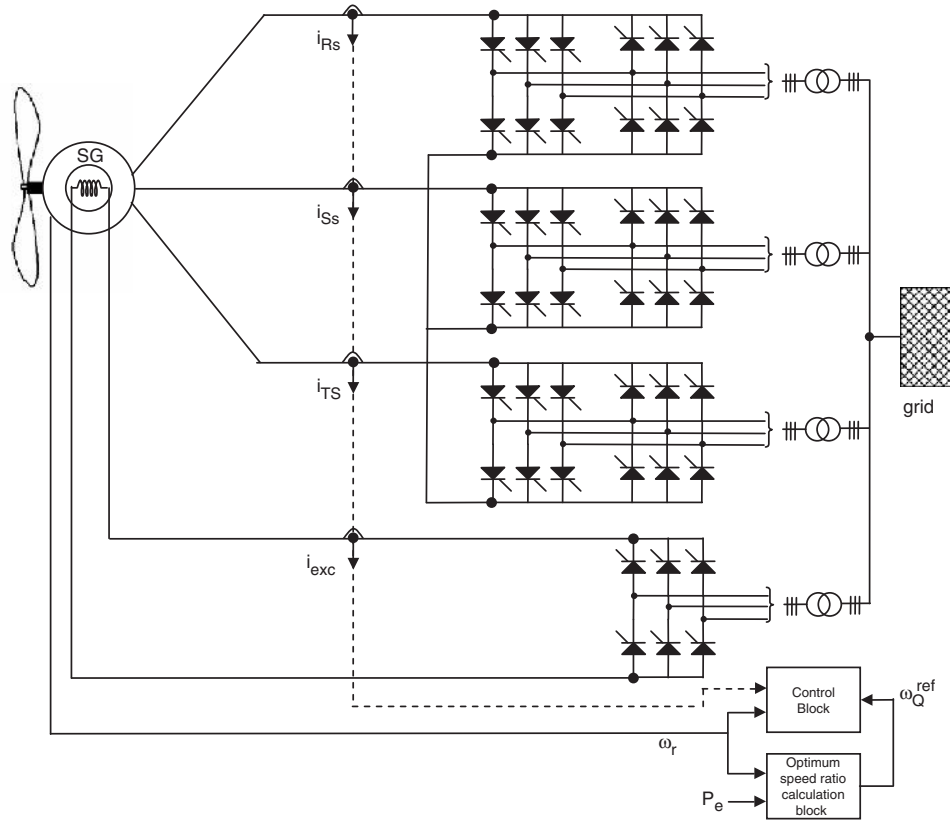 i_Rs
SG
i_Ss
i_TS
grid
i_exc
Control
Block
ω_Q^ref
ω_r
Optimum
speed ratio
calculation
block
P_e